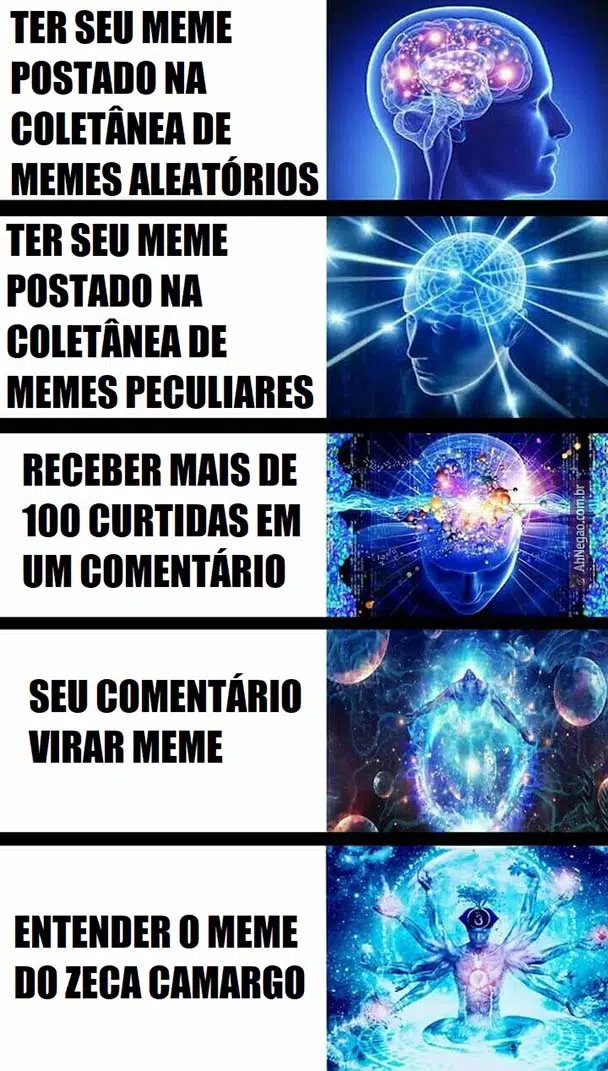 TER SEU MEME
POSTADO NA
COLETÂNEA DE
MEMES ALEATÓRIOS
TER SEU MEME
POSTADO NA
COLETÂNEA DE
MEMES PECULIARES
RECEBER MAIS DE
100 CURTIDAS EM
UM COMENTÁRIO
AhNegao.com.br
SEU COMENTÁRIO
VIRAR MEME
ENTENDER O MEME
DO ZECA CAMARGO